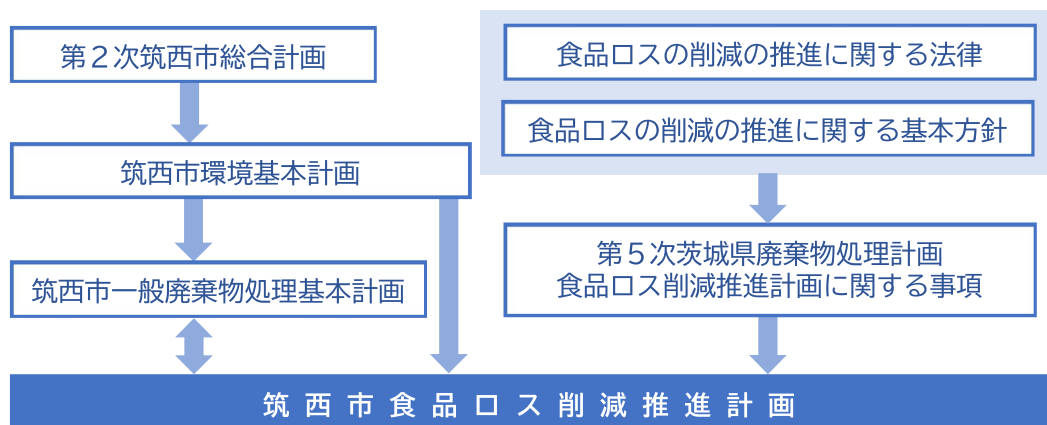 第２次筑西市総合計画
筑西市環境基本計画
筑西市一般廃棄物処理基本計画
食品ロスの削減の推進に関する法律
食品ロスの削減の推進に関する基本方針
第５次茨城県廃棄物処理計画
食品ロス削減推進計画に関する事項
筑西市食品ロス削減推進計画